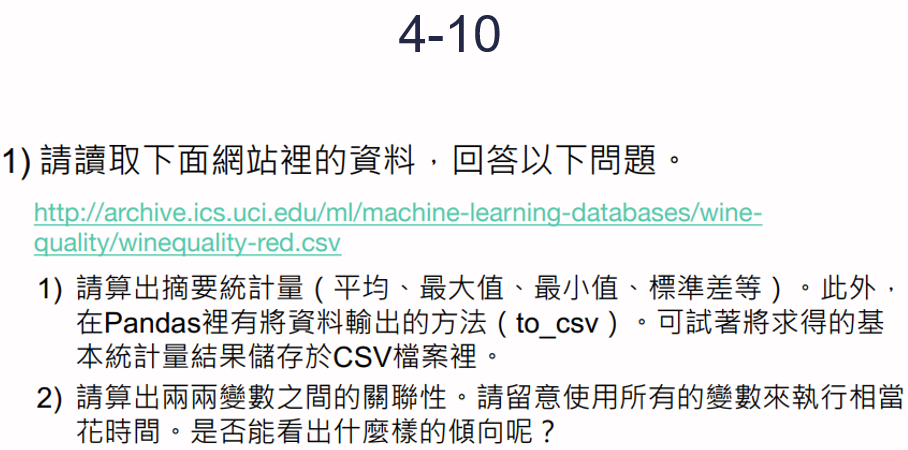 4-10
1) 請讀取下面網站裡的資料，回答以下問題。
http://archive.ics.uci.edu/ml/machine-learning-databases/wine-
quality/winequality-red.csv
1) 請算出摘要統計量（平均、最大值、最小值、標準差等）。此外，
在Pandas裡有將資料輸出的方法（to_csv）。可試著將求得的基
本統計量結果儲存於CSV檔案裡。
2) 請算出兩兩變數之間的關聯性。請留意使用所有的變數來執行相當
花時間。是否能看出什麼樣的傾向呢？